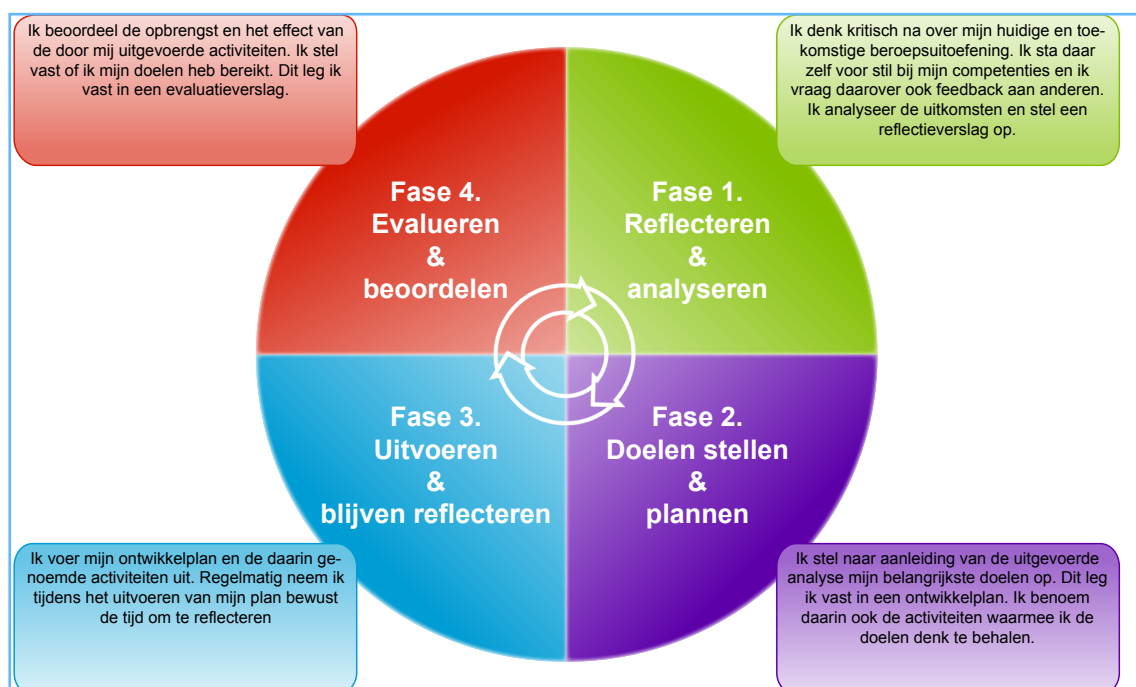 Ik beoordeel de opbrengst en het effect van
de door mij uitgevoerde activiteiten. Ik stel
vast of ik mijn doelen heb bereikt. Dit leg ik
vast in een evaluatieverslag.
Ik denk kritisch na over mijn huidige en toe-
komstige beroepsuitoefening. Ik sta daar
zelf voor stil bij mijn competenties en ik
vraag daarover ook feedback aan anderen.
Ik analyseer de uitkomsten en stel een
reflectieverslag op.
Fase 4.
Evalueren
&
beoordelen
Fase 1.
Reflecteren
&
analyseren
Fase 3.
Uitvoeren
&
blijven reflecteren
Fase 2.
Doelen stellen
&
plannen
Ik voer mijn ontwikkelplan en de daarin ge-
noemde activiteiten uit. Regelmatig neem ik
tijdens het uitvoeren van mijn plan bewust
de tijd om te reflecteren
Ik stel naar aanleiding van de uitgevoerde
analyse mijn belangrijkste doelen op. Dit leg
ik vast in een ontwikkelplan. Ik benoem
daarin ook de activiteiten waarmee ik de
doelen denk te behalen.